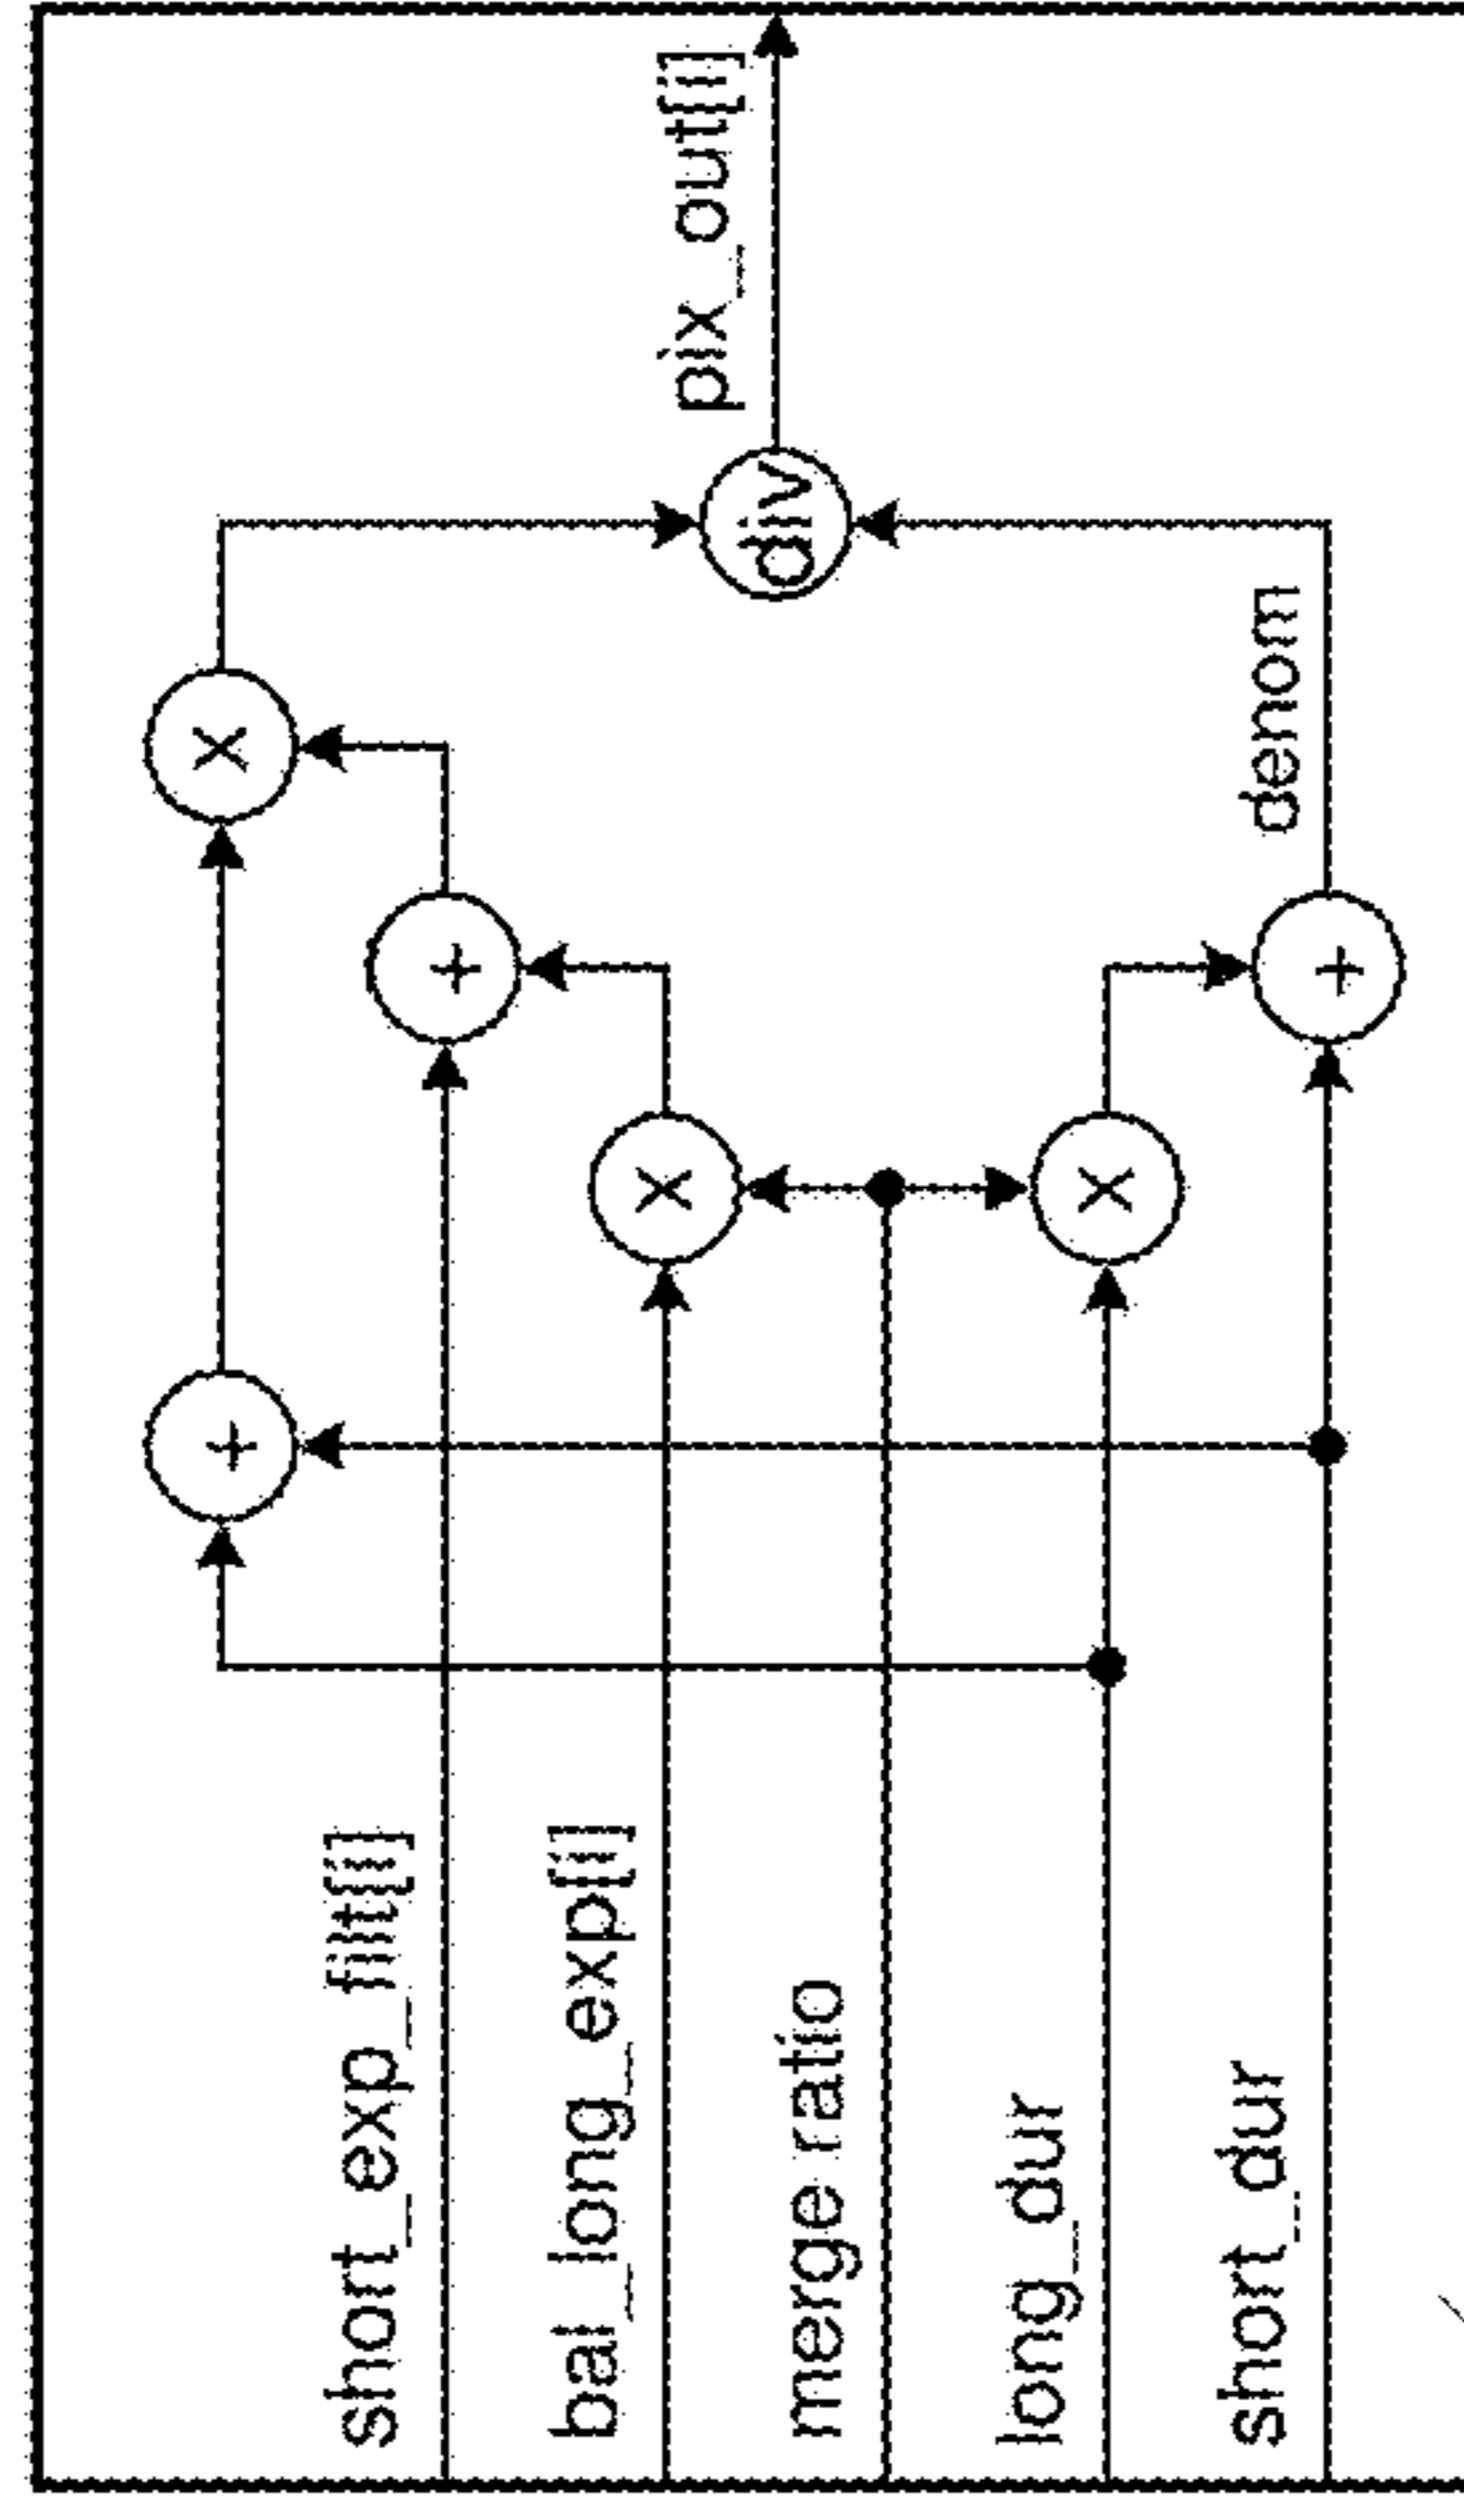 short_exp_filt[i]
bal_long_exp[i]
merge ratio
long_dur
short_dur
+
×
+
×
×
+
denom
div
pix_out[i]